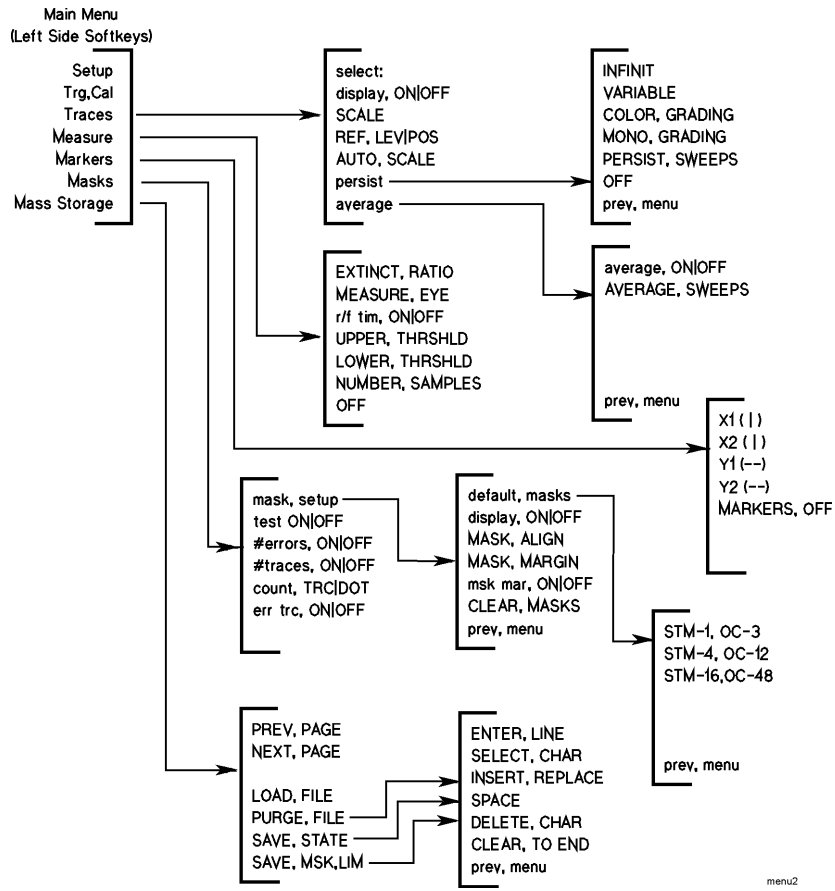 Main Menu
(Left Side Softkeys)
Setup
Trg,Cal
Traces
Measure
Markers
Masks
Mass Storage
select:
display, ON|OFF
SCALE
REF, LEV|POS
AUTO, SCALE
persist
average
INFINIT
VARIABLE
COLOR, GRADING
MONO, GRADING
PERSIST, SWEEPS
OFF
prev, menu
average, ON|OFF
AVERAGE, SWEEPS
prev, menu
EXTINCT, RATIO
MEASURE, EYE
r/f tim, ON|OFF
UPPER, THRSHLD
LOWER, THRSHLD
NUMBER, SAMPLES
OFF
X1 ( | )
X2 ( | )
Y1 (--)
Y2 (--)
MARKERS, OFF
mask, setup
test ON|OFF
#errors, ON|OFF
#traces, ON|OFF
count, TRC|DOT
err trc, ON|OFF
default, masks
display, ON|OFF
MASK, ALIGN
MASK, MARGIN
msk mar, ON|OFF
CLEAR, MASKS
prev, menu
STM-1, OC-3
STM-4, OC-12
STM-16,OC-48
prev, menu
PREV, PAGE
NEXT, PAGE
LOAD, FILE
PURGE, FILE
SAVE, STATE
SAVE, MSK,LIM
ENTER, LINE
SELECT, CHAR
INSERT, REPLACE
SPACE
DELETE, CHAR
CLEAR, TO END
prev, menu
menu2